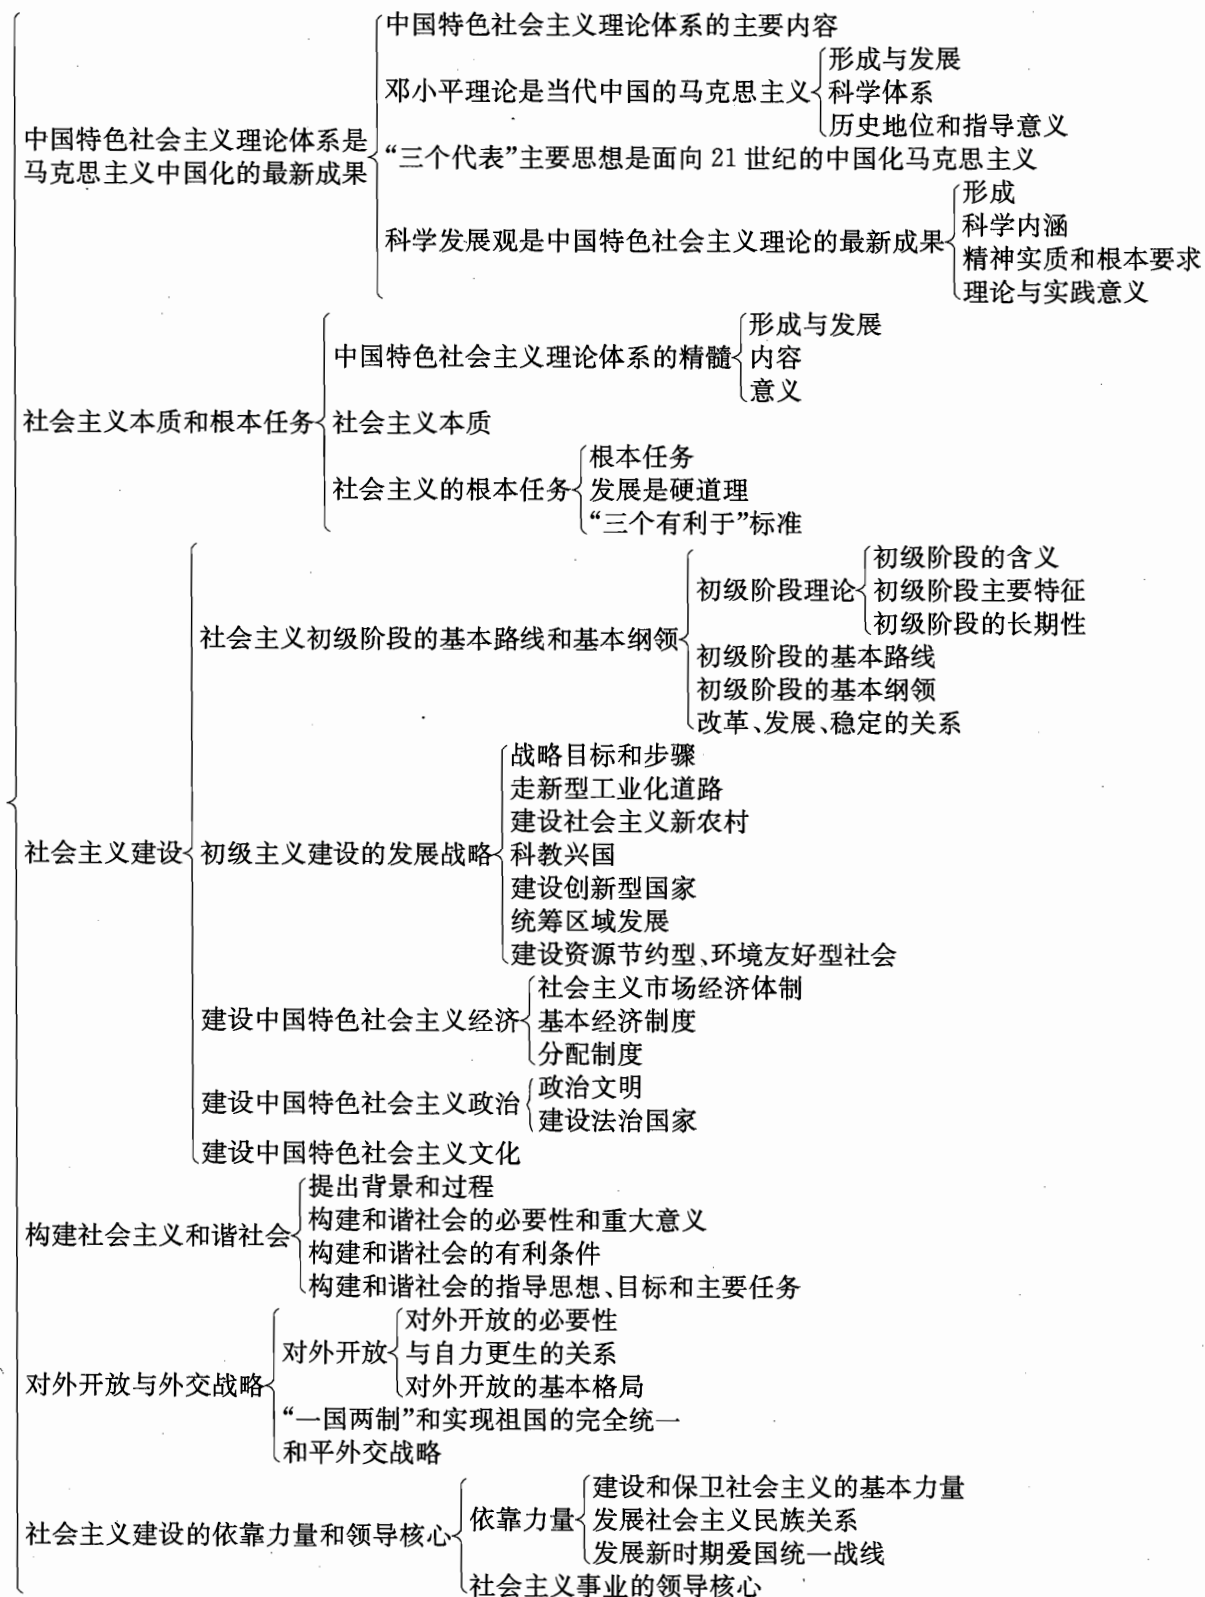 中国特色社会主义理论体系的主要内容
形成与发展
邓小平理论是当代中国的马克思主义
科学体系
历史地位和指导意义
中国特色社会主义理论体系是
马克思主义中国化的最新成果
“三个代表”主要思想是面向 21 世纪的中国化马克思主义
形成
科学内涵
科学发展观是中国特色社会主义理论的最新成果
精神实质和根本要求
理论与实践意义
形成与发展
中国特色社会主义理论体系的精髓
内容
意义
社会主义本质和根本任务
社会主义本质
根本任务
社会主义的根本任务
发展是硬道理
“三个有利于”标准
初级阶段的含义
初级阶段理论
初级阶段主要特征
初级阶段的长期性
社会主义初级阶段的基本路线和基本纲领
初级阶段的基本路线
初级阶段的基本纲领
改革、发展、稳定的关系
战略目标和步骤
走新型工业化道路
建设社会主义新农村
社会主义建设
初级主义建设的发展战略
科教兴国
建设创新型国家
统筹区域发展
建设资源节约型、环境友好型社会
社会主义市场经济体制
建设中国特色社会主义经济
基本经济制度
分配制度
政治文明
建设中国特色社会主义政治
建设法治国家
建设中国特色社会主义文化
提出背景和过程
构建和谐社会的必要性和重大意义
构建社会主义和谐社会
构建和谐社会的有利条件
构建和谐社会的指导思想、目标和主要任务
对外开放的必要性
对外开放
与自力更生的关系
对外开放的基本格局
对外开放与外交战略
“一国两制”和实现祖国的完全统一
和平外交战略
建设和保卫社会主义的基本力量
依靠力量
发展社会主义民族关系
发展新时期爱国统一战线
社会主义建设的依靠力量和领导核心
社会主义事业的领导核心